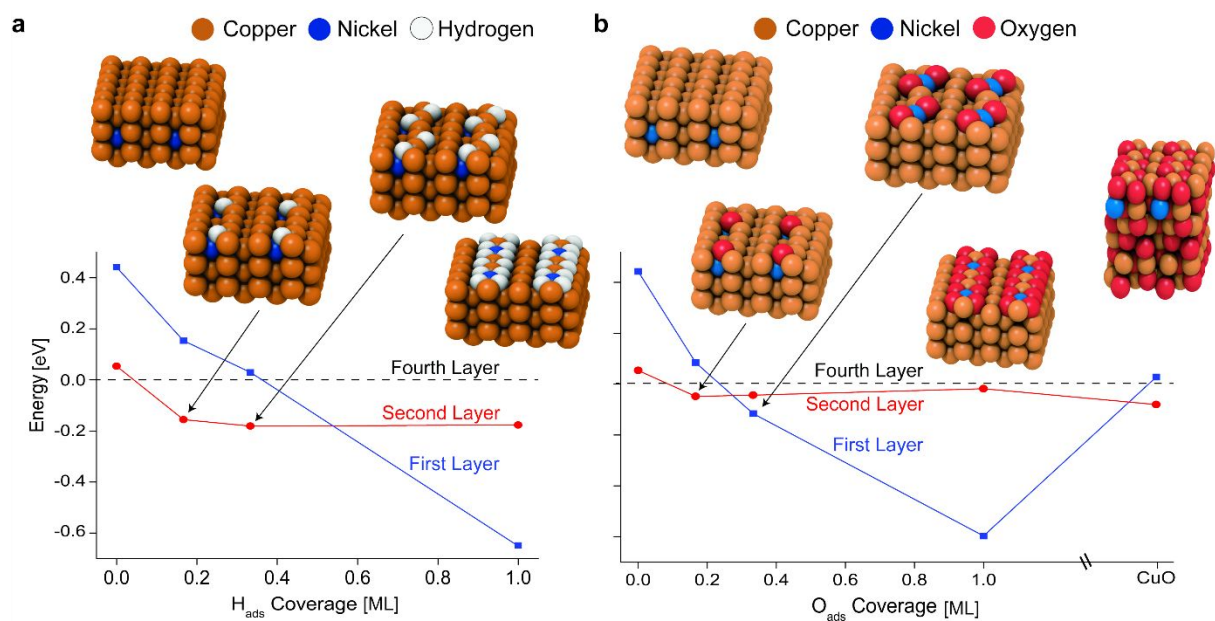 a
Copper Nickel Hydrogen
Energy [eV]
0.4
0.2
0.0
-0.2
-0.4
-0.6
Fourth Layer
Second Layer
First Layer
0.0 0.2 0.4 0.6 0.8 1.0
Hads Coverage [ML]
b
Copper Nickel Oxygen
Fourth Layer
Second Layer
First Layer
0.0 0.2 0.4 0.6 0.8 1.0 CuO
Oads Coverage [ML]